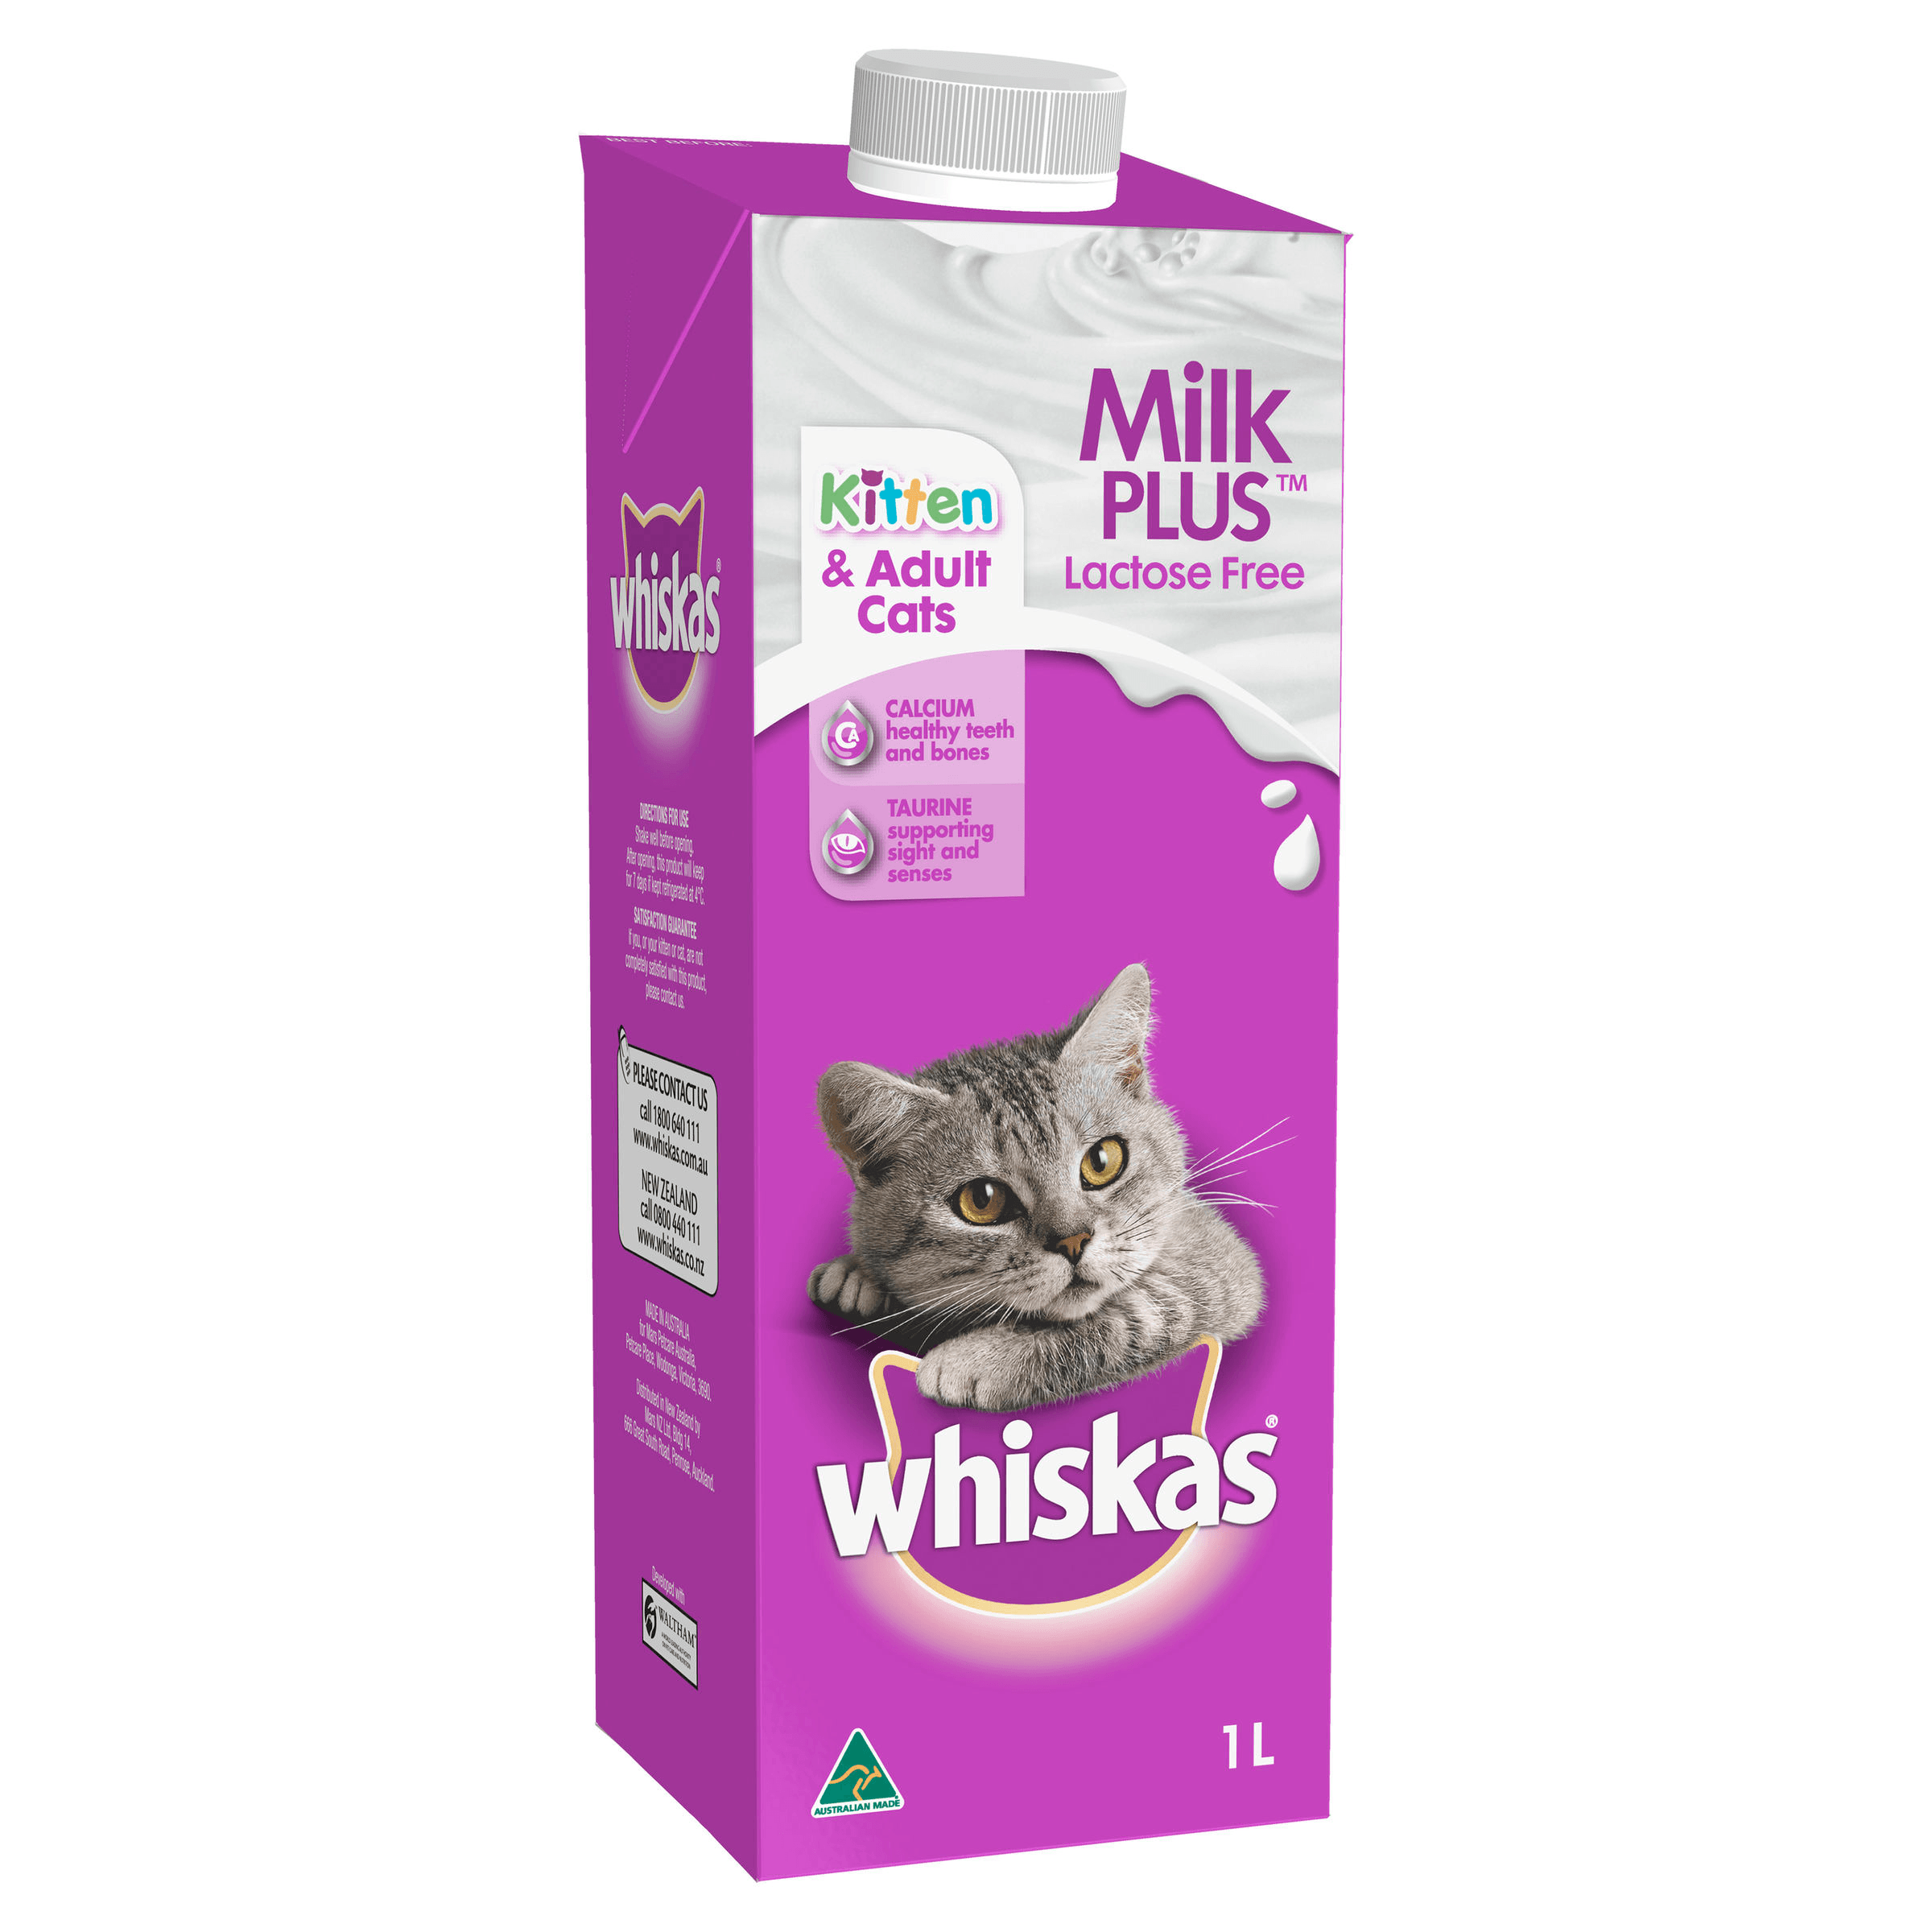 BEST BEFORE:
Milk
PLUS™
Lactose Free
Kitten
& Adult
Cats
CALCIUM
healthy teeth
and bones
TAURINE
supporting
sight and
senses
whiskas®
1 L
AUSTRALIAN MADE
whiskas®
DIRECTIONS FOR USE
Shake well before opening.
After opening, this product will keep
for 7 days if kept refrigerated at 4°C.
SATISFACTION GUARANTEE
If you, or your kitten or cat, are not
completely satisfied with this product,
please contact us.
PLEASE CONTACT US
call 1800 640 111
www.whiskas.com.au
NEW ZEALAND
call 0800 440 111
www.whiskas.co.nz
MADE IN AUSTRALIA
for Mars Petcare Australia,
Petcare Place, Wodonga, Victoria, 3690.
Distributed in New Zealand by
Mars NZ Ltd, Bldg 14,
666 Great South Road, Penrose, Auckland.
Developed with
WALTHAM™